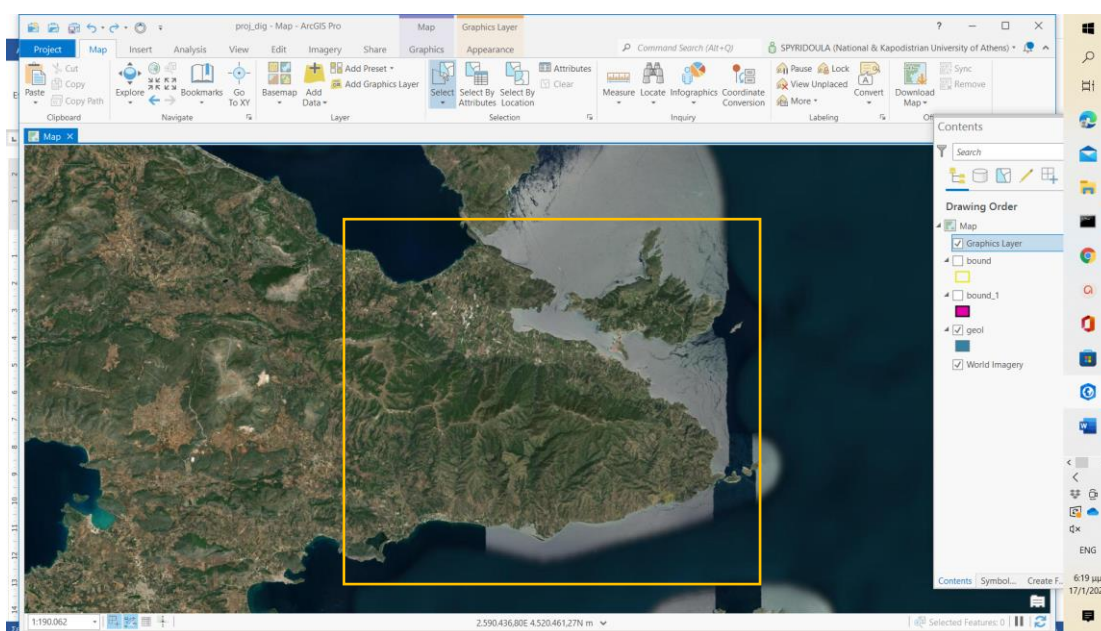 proj_dig - Map - ArcGIS Pro
Map
Graphics Layer
?
Project
Map
Insert
Analysis
View
Edit
Imagery
Share
Graphics
Appearance
Command Search (Alt+Q)
SPYRIDOULA (National & Kapodistrian University of Athens)
Paste
Cut
Copy
Copy Path
Clipboard
Explore
Bookmarks
Go
To XY
Navigate
Basemap
Add
Data
Add Preset
Add Graphics Layer
Layer
Select
Select By
Attributes
Select By
Location
Attributes
Clear
Selection
Measure
Locate
Infographics
Coordinate
Conversion
Inquiry
Pause
Lock
View Unplaced
More
Convert
Labeling
Download
Map
Sync
Remove
Map
Contents
Search
Drawing Order
Map
Graphics Layer
bound
bound_1
geol
World Imagery
Contents
Symbol...
Create F...
1:190.062
2.590.436,80E 4.520.461,27N m
Selected Features: 0
ENG
6:19 μμ
17/1/202